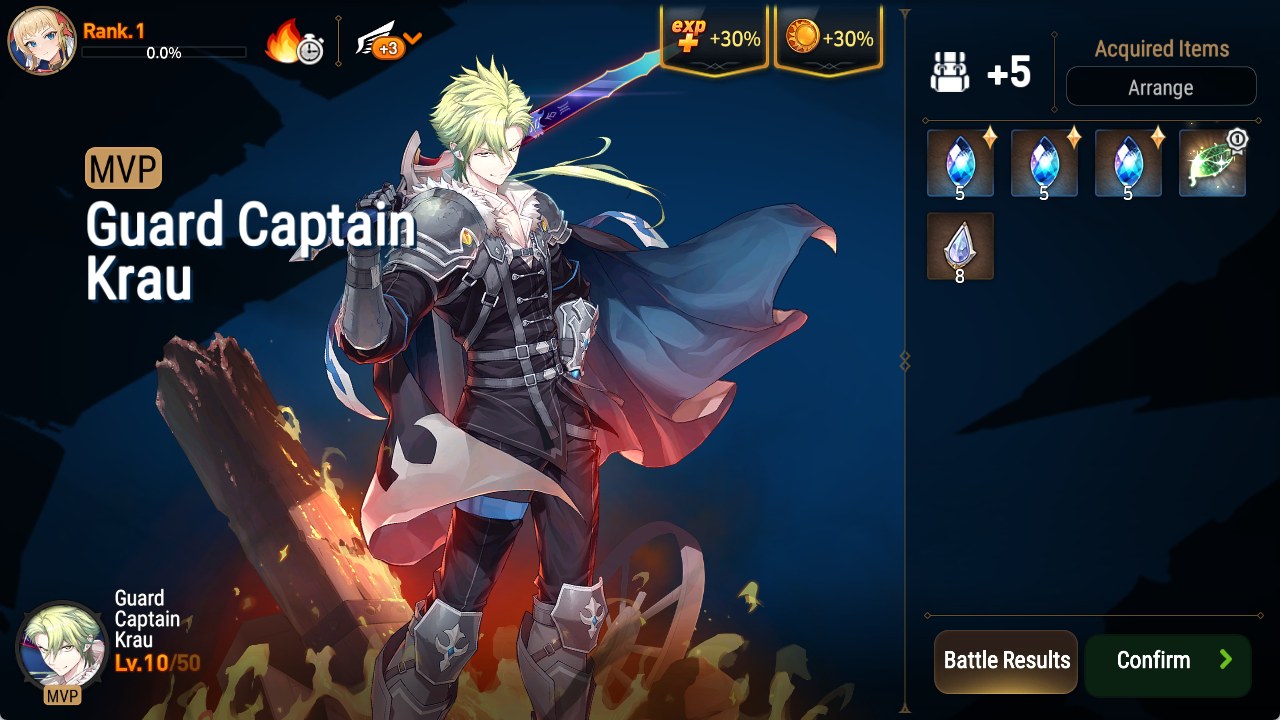 Rank.1
0.0%
+3
exp
+30%
+30%
+5
Acquired Items
Arrange
MVP
Guard Captain
Krau
5
5
5
1
8
Guard
Captain
Krau
Lv.10/50
MVP
Battle Results
Confirm